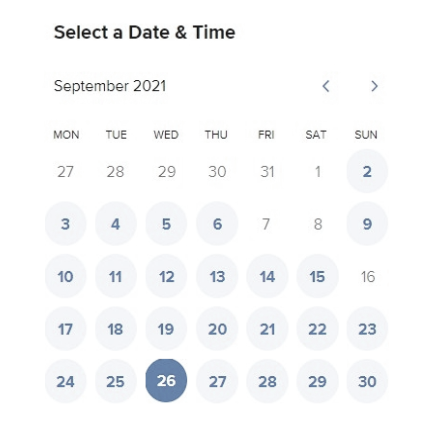 Select a Date & Time
September 2021
MON TUE WED THU FRI SAT SUN
27 28 29 30 31 1 2
3 4 5 6 7 8 9
10 11 12 13 14 15 16
17 18 19 20 21 22 23
24 25 26 27 28 29 30